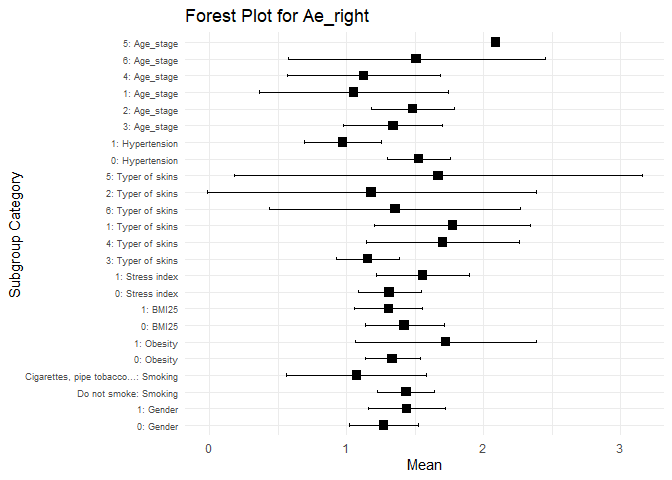 Forest Plot for Ae_right
Subgroup Category
5: Age_stage
6: Age_stage
4: Age_stage
1: Age_stage
2: Age_stage
3: Age_stage
1: Hypertension
0: Hypertension
5: Typer of skins
2: Typer of skins
6: Typer of skins
1: Typer of skins
4: Typer of skins
3: Typer of skins
1: Stress index
0: Stress index
1: BMI25
0: BMI25
1: Obesity
0: Obesity
Cigarettes, pipe tobacco...: Smoking
Do not smoke: Smoking
1: Gender
0: Gender
0 1 2 3
Mean